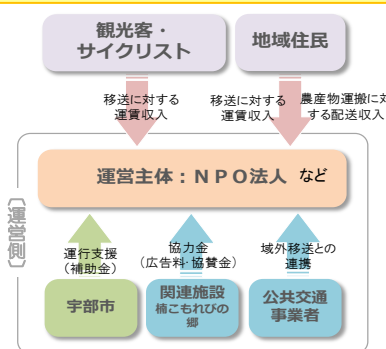 観光客・
サイクリスト
地域住民
移送に対する
運賃収入
移送に対する
運賃収入
農産物運搬に対
する配送収入
運営主体：ＮＰＯ法人 など
〔運営側〕
運行支援
（補助金）
協力金
（広告料・協賛金）
域外移送との
連携
宇部市
関連施設
楠こもれびの
郷
公共交通
事業者